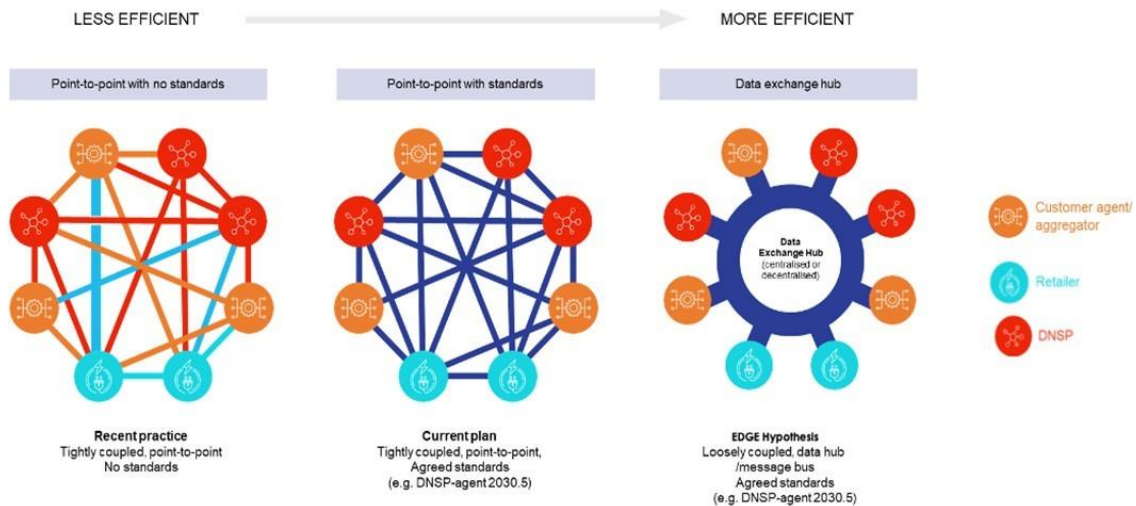 LESS EFFICIENT
MORE EFFICIENT
Point-to-point with no standards
Point-to-point with standards
Data exchange hub
Data
Exchange Hub
(centralised or
decentralised)
Customer agent/
aggregator
Retailer
DNSP
Recent practice
Tightly coupled, point-to-point
No standards
Current plan
Tightly coupled, point-to-point,
Agreed standards
(e.g. DNSP-agent 2030.5)
EDGE Hypothesis
Loosely coupled, data hub
/message bus
Agreed standards
(e.g. DNSP-agent 2030.5)